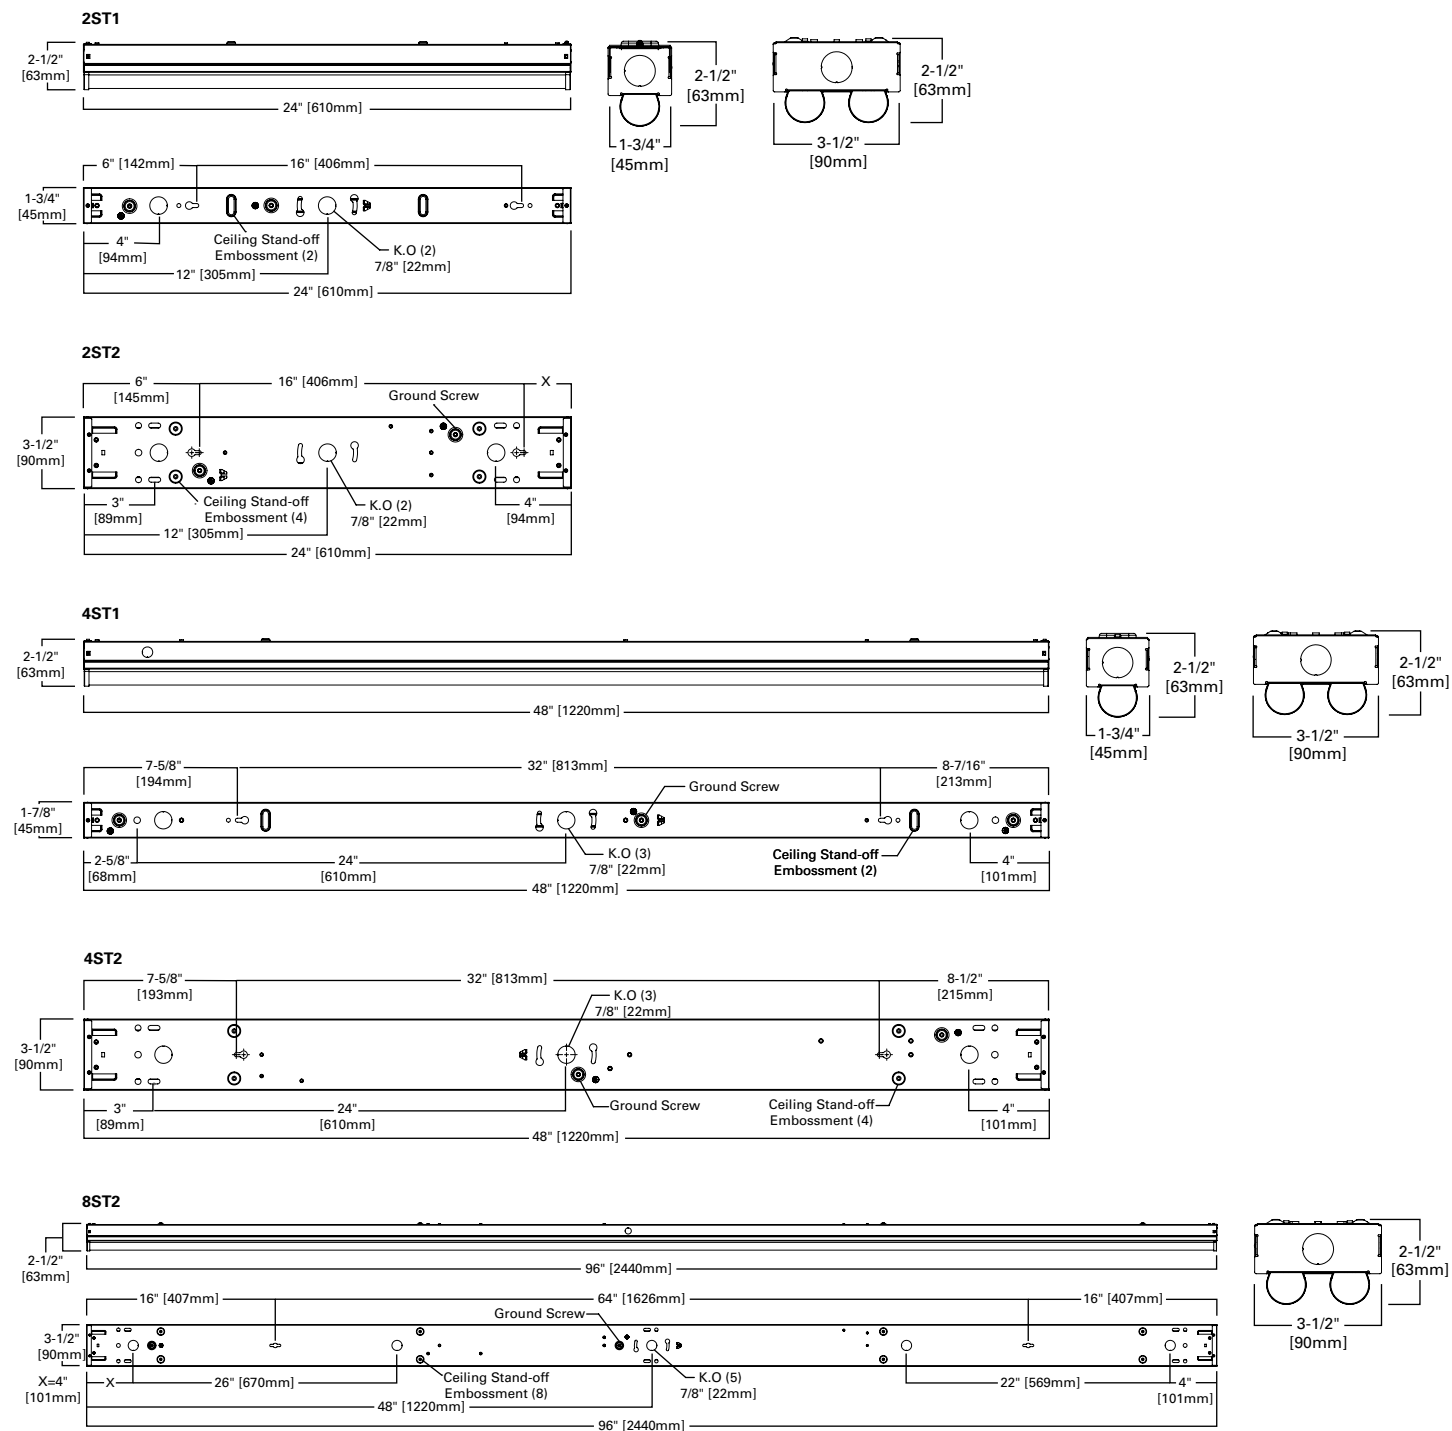 2ST1
2-1/2"
[63mm]
24" [610mm]
2-1/2"
[63mm]
1-3/4"
[45mm]
2-1/2"
[63mm]
3-1/2"
[90mm]
6" [142mm]
16" [406mm]
1-3/4"
[45mm]
4"
[94mm]
Ceiling Stand-off
Embossment (2)
K.O (2)
7/8" [22mm]
12" [305mm]
24" [610mm]
2ST2
6"
[145mm]
16" [406mm]
X
Ground Screw
3-1/2"
[90mm]
3"
[89mm]
Ceiling Stand-off
Embossment (4)
K.O (2)
7/8" [22mm]
4"
[94mm]
12" [305mm]
24" [610mm]
4ST1
2-1/2"
[63mm]
48" [1220mm]
2-1/2"
[63mm]
1-3/4"
[45mm]
2-1/2"
[63mm]
3-1/2"
[90mm]
7-5/8"
[194mm]
32" [813mm]
8-7/16"
[213mm]
Ground Screw
1-7/8"
[45mm]
2-5/8"
[68mm]
24"
[610mm]
K.O (3)
7/8" [22mm]
Ceiling Stand-off
Embossment (2)
4"
[101mm]
48" [1220mm]
4ST2
7-5/8"
[193mm]
32" [813mm]
8-1/2"
[215mm]
K.O (3)
7/8" [22mm]
3-1/2"
[90mm]
3"
[89mm]
24"
[610mm]
Ground Screw
Ceiling Stand-off
Embossment (4)
4"
[101mm]
48" [1220mm]
8ST2
2-1/2"
[63mm]
96" [2440mm]
2-1/2"
[63mm]
3-1/2"
[90mm]
16" [407mm]
64" [1626mm]
16" [407mm]
Ground Screw
3-1/2"
[90mm]
X=4"
[101mm]
X
26" [670mm]
Ceiling Stand-off
Embossment (8)
K.O (5)
7/8" [22mm]
22" [569mm]
4"
[101mm]
48" [1220mm]
96" [2440mm]